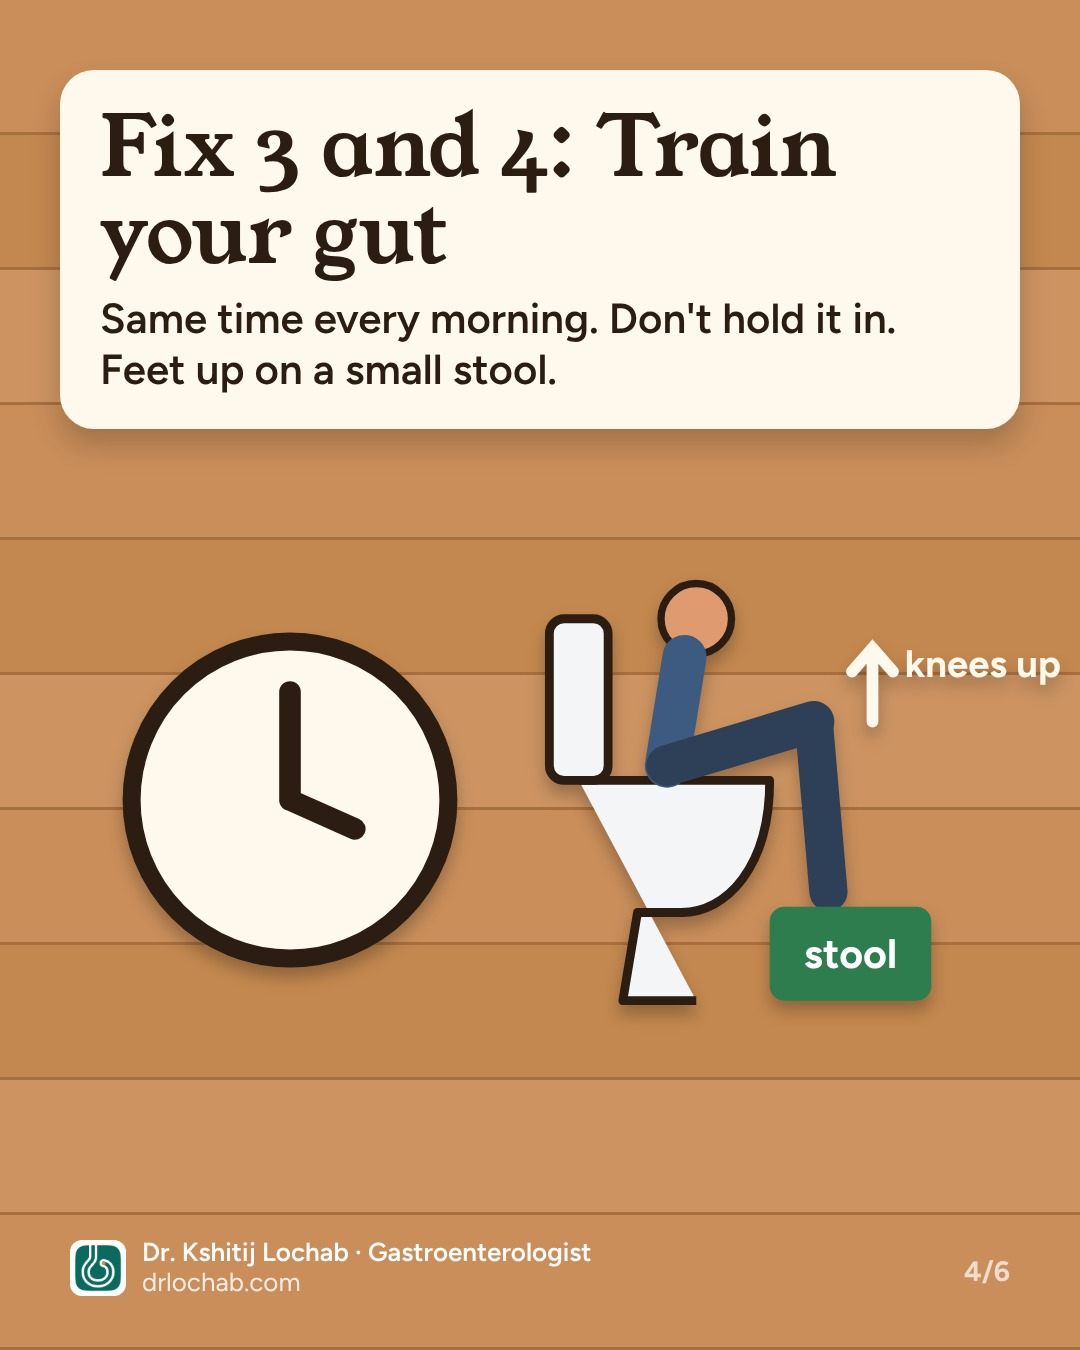 Fix 3 and 4: Train
your gut
Same time every morning. Don't hold it in.
Feet up on a small stool.
knees up
stool
Dr. Kshitij Lochab · Gastroenterologist
drlochab.com
4/6